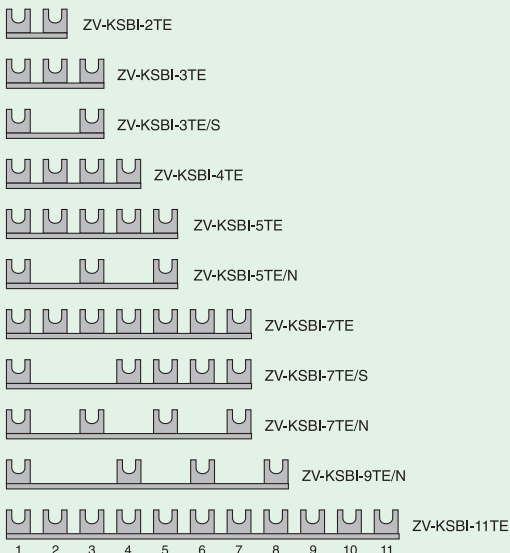 ZV-KSBI-2TE
ZV-KSBI-3TE
ZV-KSBI-3TE/S
ZV-KSBI-4TE
ZV-KSBI-5TE
ZV-KSBI-5TE/N
ZV-KSBI-7TE
ZV-KSBI-7TE/S
ZV-KSBI-7TE/N
ZV-KSBI-9TE/N
ZV-KSBI-11TE
1 2 3 4 5 6 7 8 9 10 11